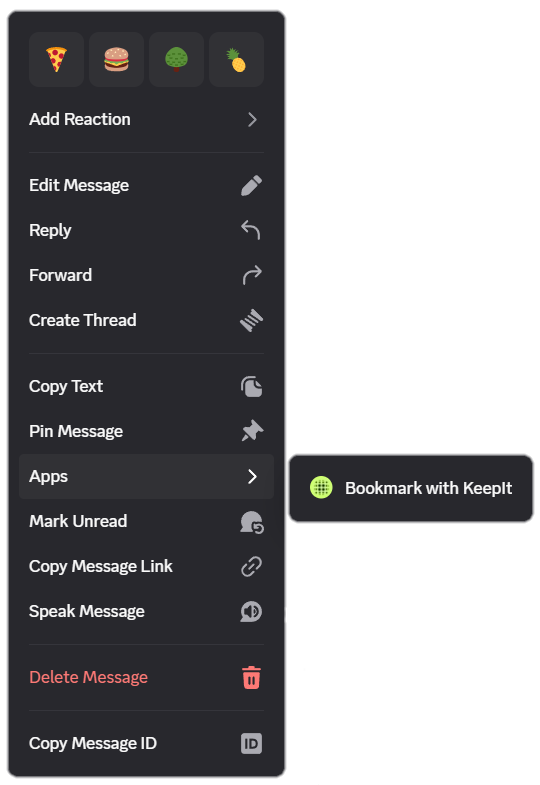 Add Reaction
Edit Message
Reply
Forward
Create Thread
Copy Text
Pin Message
Apps
Bookmark with KeepIt
Mark Unread
Copy Message Link
Speak Message
Delete Message
Copy Message ID
ID